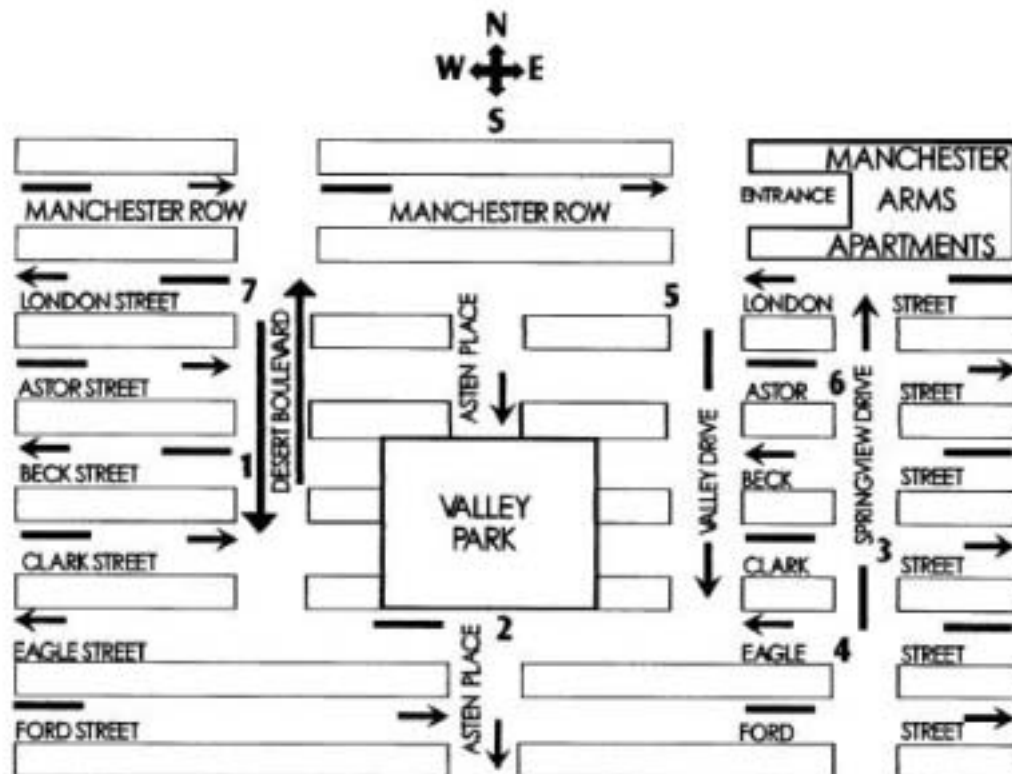 N
W E
S
MANCHESTER
ENTRANCE ARMS
MANCHESTER ROW MANCHESTER ROW
APARTMENTS
7 5
LONDON STREET LONDON STREET
DESERT BOULEVARD
ASTEN PLACE
VALLEY DRIVE
SPRINGVIEW DRIVE
6
ASTOR STREET ASTOR STREET
1
BECK STREET BECK STREET
VALLEY
PARK
3
CLARK STREET CLARK STREET
2
4
EAGLE STREET EAGLE STREET
ASTEN PLACE
FORD STREET FORD STREET